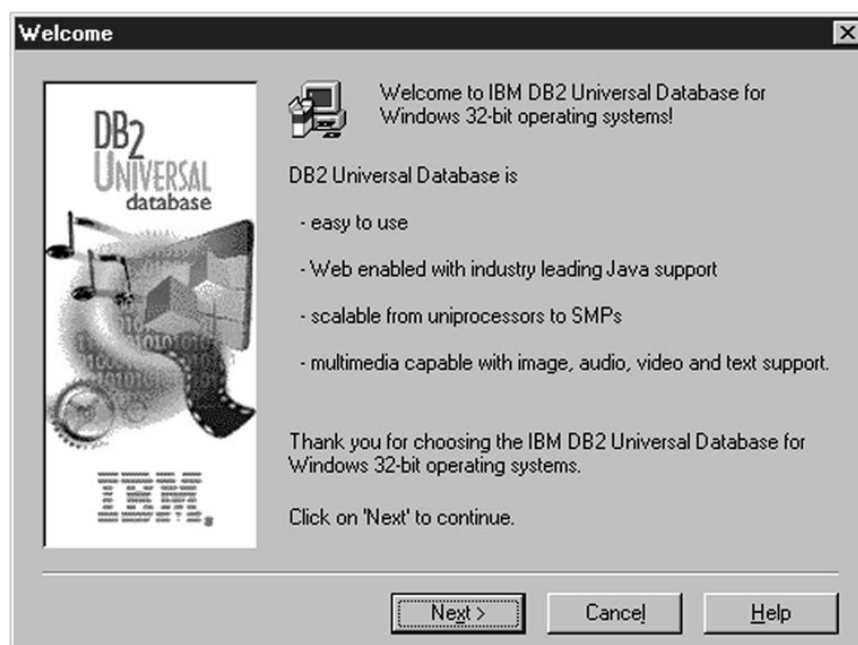 Welcome
DB2
UNIVERSAL
database
IBM
Welcome to IBM DB2 Universal Database for
Windows 32-bit operating systems!
DB2 Universal Database is
- easy to use
- Web enabled with industry leading Java support
- scalable from uniprocessors to SMPs
- multimedia capable with image, audio, video and text support.
Thank you for choosing the IBM DB2 Universal Database for
Windows 32-bit operating systems.
Click on 'Next' to continue.
Next >
Cancel
Help